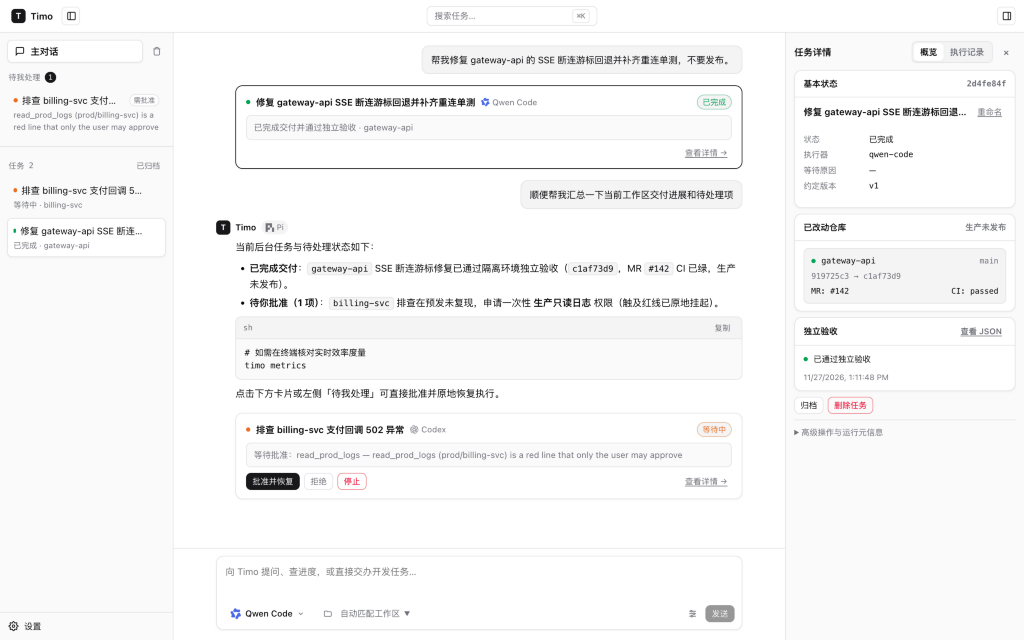 T Timo
搜索任务...
⌘K
主对话
待我处理 1
排查 billing-svc 支付... 需批准
read_prod_logs (prod/billing-svc) is a
red line that only the user may approve
任务 2 已归档
排查 billing-svc 支付回调 5...
等待中 · billing-svc
修复 gateway-api SSE 断连...
已完成 · gateway-api
设置
帮我修复 gateway-api 的 SSE 断连游标回退并补齐重连单测，不要发布。
修复 gateway-api SSE 断连游标回退并补齐重连单测 Qwen Code 已完成
已完成交付并通过独立验收 · gateway-api
查看详情 →
顺便帮我汇总一下当前工作区交付进展和待处理项
T Timo Pi
当前后台任务与待处理状态如下：
• 已完成交付： gateway-api SSE 断连游标修复已通过隔离环境独立验收（ c1af73d9 ，MR #142 CI 已绿，生产
未发布）。
• 待你批准（1 项）： billing-svc 排查在预发未复现，申请一次性 生产只读日志 权限（触及红线已原地挂起）。
sh 复制
# 如需在终端核对实时效率度量
timo metrics
点击下方卡片或左侧「待我处理」可直接批准并原地恢复执行。
排查 billing-svc 支付回调 502 异常 Codex 等待中
等待批准：read_prod_logs — read_prod_logs (prod/billing-svc) is a red line that only the user may approve
批准并恢复 拒绝 停止 查看详情 →
向 Timo 提问、查进度，或直接交办开发任务...
Qwen Code 自动匹配工作区 ▼ 发送
任务详情 概览 执行记录 ×
基本状态 2d4fe84f
修复 gateway-api SSE 断连游标回退... 重命名
状态 已完成
执行器 qwen-code
等待原因 —
约定版本 v1
已改动仓库 生产未发布
gateway-api main
919725c3 → c1af73d9
MR: #142 CI: passed
独立验收 查看 JSON
已通过独立验收
11/27/2026, 1:11:48 PM
归档 删除任务
▶ 高级操作与运行元信息